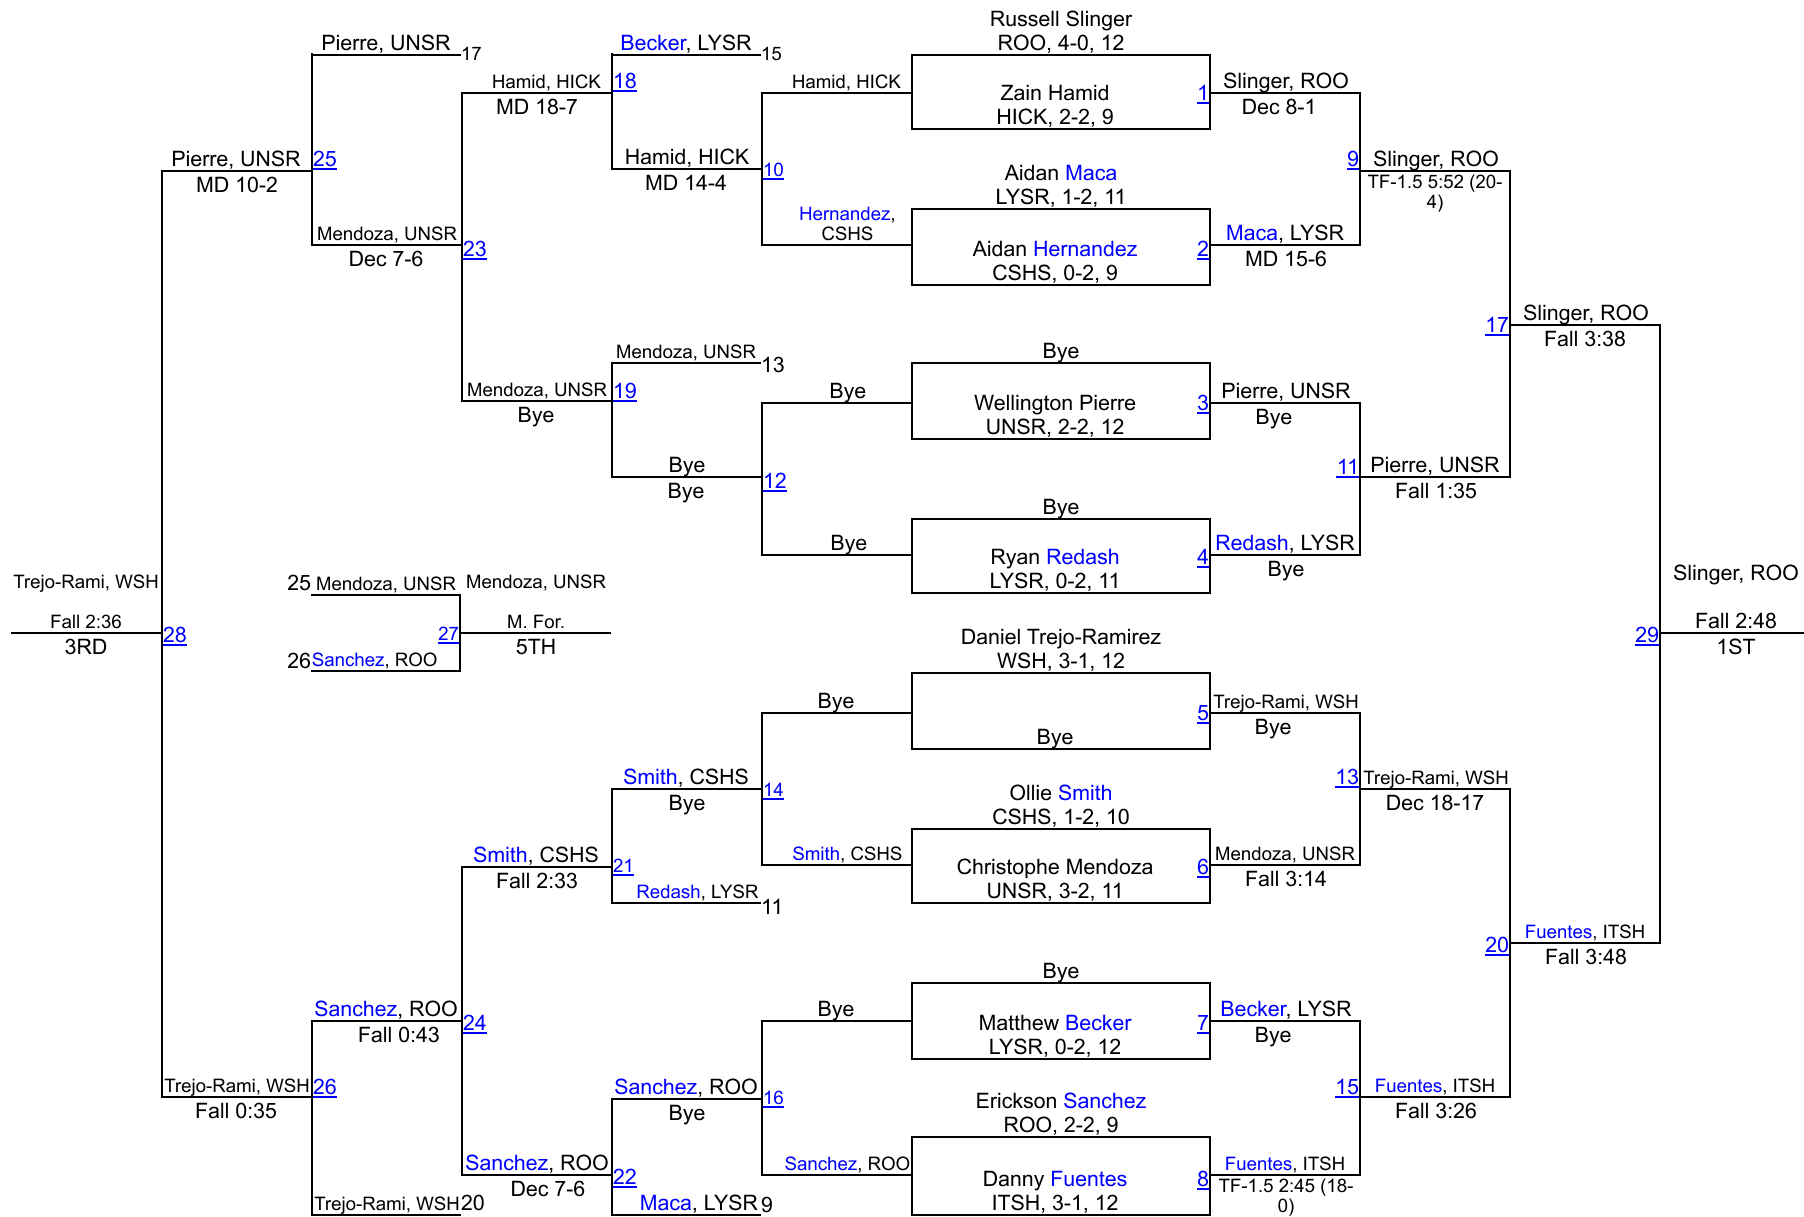 Russell Slinger
ROO, 4-0, 12
Pierre, UNSR
17
Becker, LYSR
15
Hamid, HICK
MD 18-7
18
Hamid, HICK
Zain Hamid
HICK, 2-2, 9
1
Slinger, ROO
Dec 8-1
Pierre, UNSR
MD 10-2
25
Hamid, HICK
MD 14-4
10
Aidan Maca
LYSR, 1-2, 11
9
Slinger, ROO
TF-1.5 5:52 (20-
4)
Mendoza, UNSR
Dec 7-6
23
Hernandez,
CSHS
Aidan Hernandez
CSHS, 0-2, 9
2
Maca, LYSR
MD 15-6
17
Slinger, ROO
Fall 3:38
Mendoza, UNSR
13
Bye
Mendoza, UNSR
Bye
19
Bye
Wellington Pierre
UNSR, 2-2, 12
3
Pierre, UNSR
Bye
Bye
Bye
12
11
Pierre, UNSR
Fall 1:35
Bye
Bye
Ryan Redash
LYSR, 0-2, 11
4
Redash, LYSR
Bye
Trejo-Rami, WSH
Fall 2:36
3RD
28
25
Mendoza, UNSR
Mendoza, UNSR
27
M. For.
5TH
26
Sanchez, ROO
Slinger, ROO
29
Fall 2:48
1ST
Daniel Trejo-Ramirez
WSH, 3-1, 12
Bye
5
Trejo-Rami, WSH
Bye
Bye
Smith, CSHS
Bye
14
Ollie Smith
CSHS, 1-2, 10
13
Trejo-Rami, WSH
Dec 18-17
Smith, CSHS
Fall 2:33
21
Smith, CSHS
Christophe Mendoza
UNSR, 3-2, 11
6
Mendoza, UNSR
Fall 3:14
Redash, LYSR
11
20
Fuentes, ITSH
Fall 3:48
Bye
Sanchez, ROO
Fall 0:43
24
Bye
Matthew Becker
LYSR, 0-2, 12
7
Becker, LYSR
Bye
Trejo-Rami, WSH
Fall 0:35
26
Sanchez, ROO
Bye
16
Erickson Sanchez
ROO, 2-2, 9
15
Fuentes, ITSH
Fall 3:26
Sanchez, ROO
Dec 7-6
22
Sanchez, ROO
Danny Fuentes
ITSH, 3-1, 12
8
Fuentes, ITSH
TF-1.5 2:45 (18-
0)
Trejo-Rami, WSH
20
Maca, LYSR
9